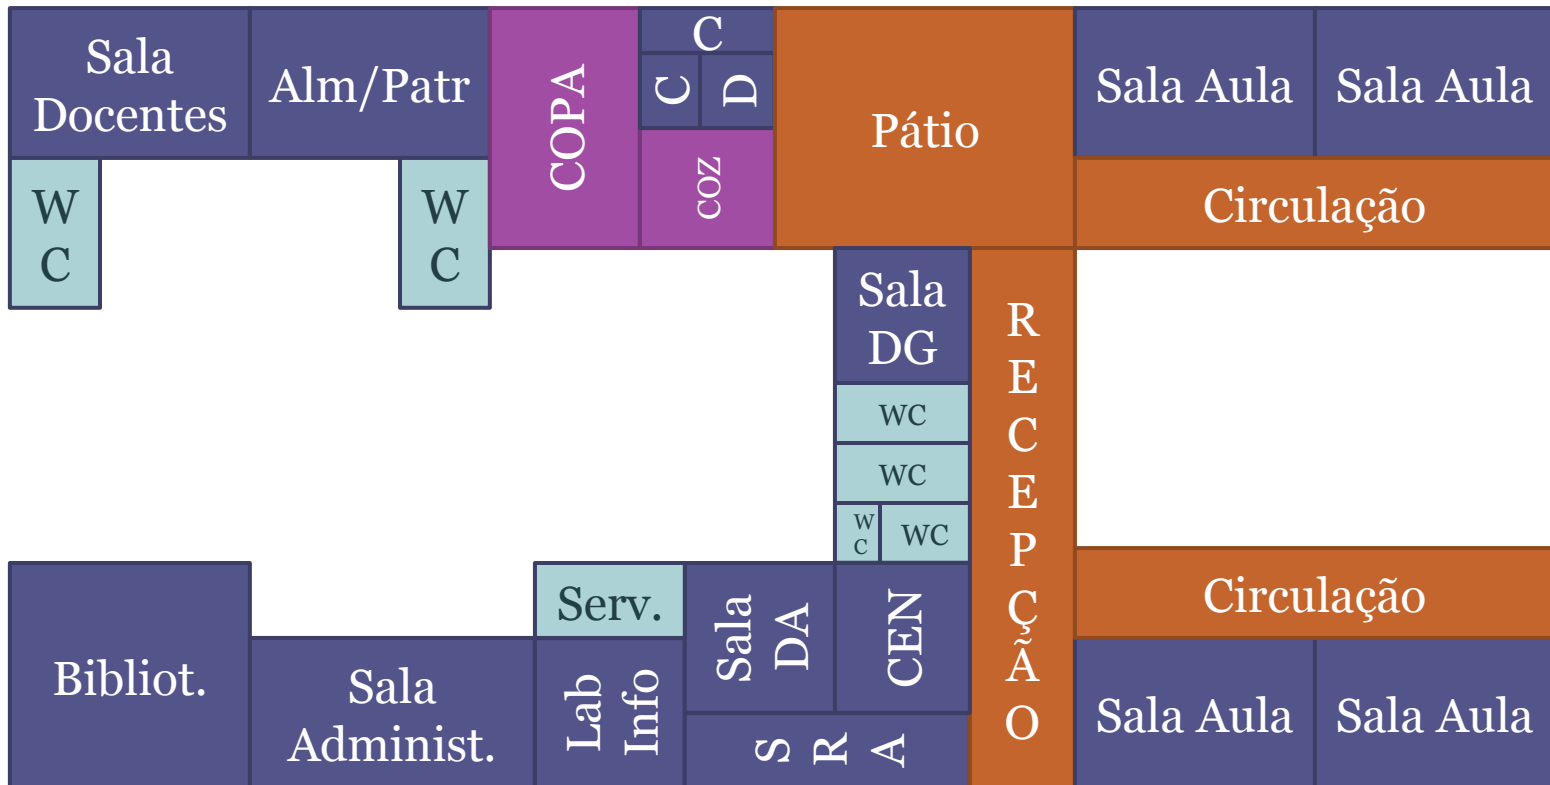 Sala
Docentes
Alm/Patr
COPA
C
C
D
COZ
Pátio
Sala Aula
Sala Aula
Circulação
W
C
W
C
Sala
DG
WC
WC
W
C
WC
R
E
C
E
P
Ç
Ã
O
Circulação
Bibliot.
Sala
Administ.
Serv.
Lab
Info
Sala
DA
CEN
S R A
Sala Aula
Sala Aula